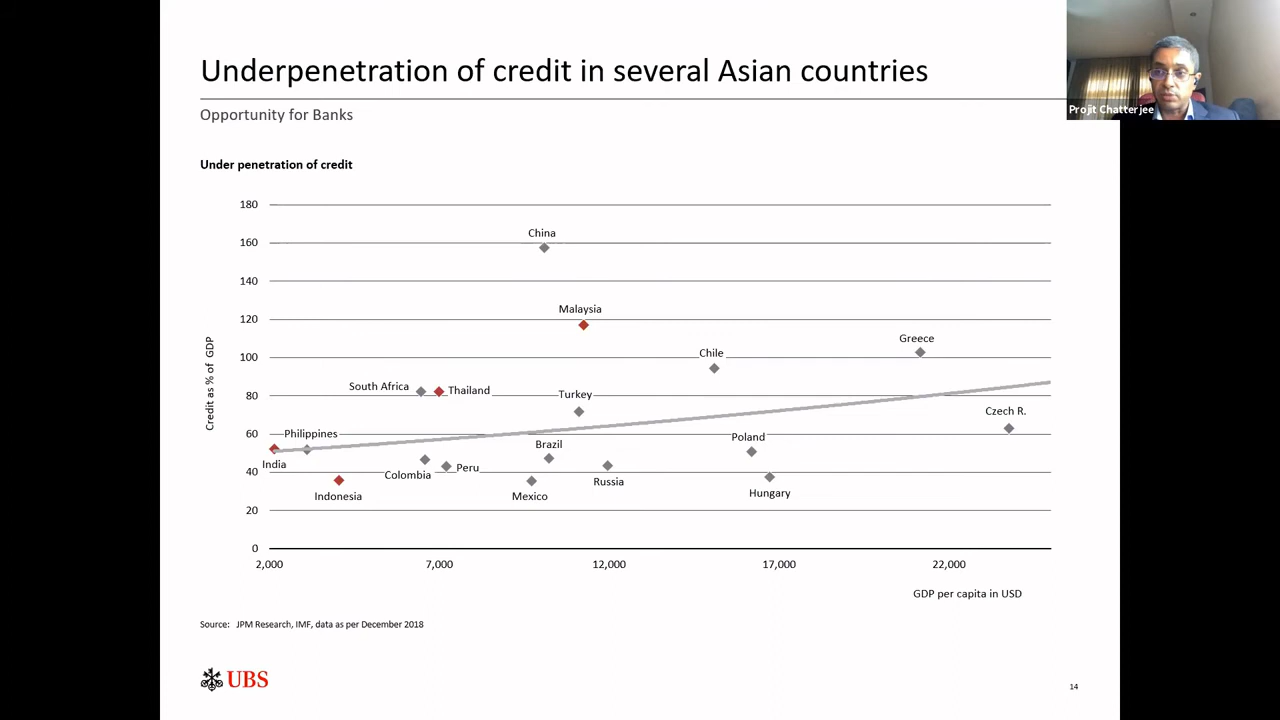 Underpenetration of credit in several Asian countries
Projit Chatterjee
Opportunity for Banks
Under penetration of credit
Credit as % of GDP
180
160
140
120
100
80
60
40
20
0
China
Malaysia
Greece
Chile
South Africa
Thailand
Turkey
Czech R.
Philippines
Poland
Brazil
India
Colombia
Peru
Russia
Hungary
Indonesia
Mexico
2,000 7,000 12,000 17,000 22,000
GDP per capita in USD
Source: JPM Research, IMF, data as per December 2018
UBS
14